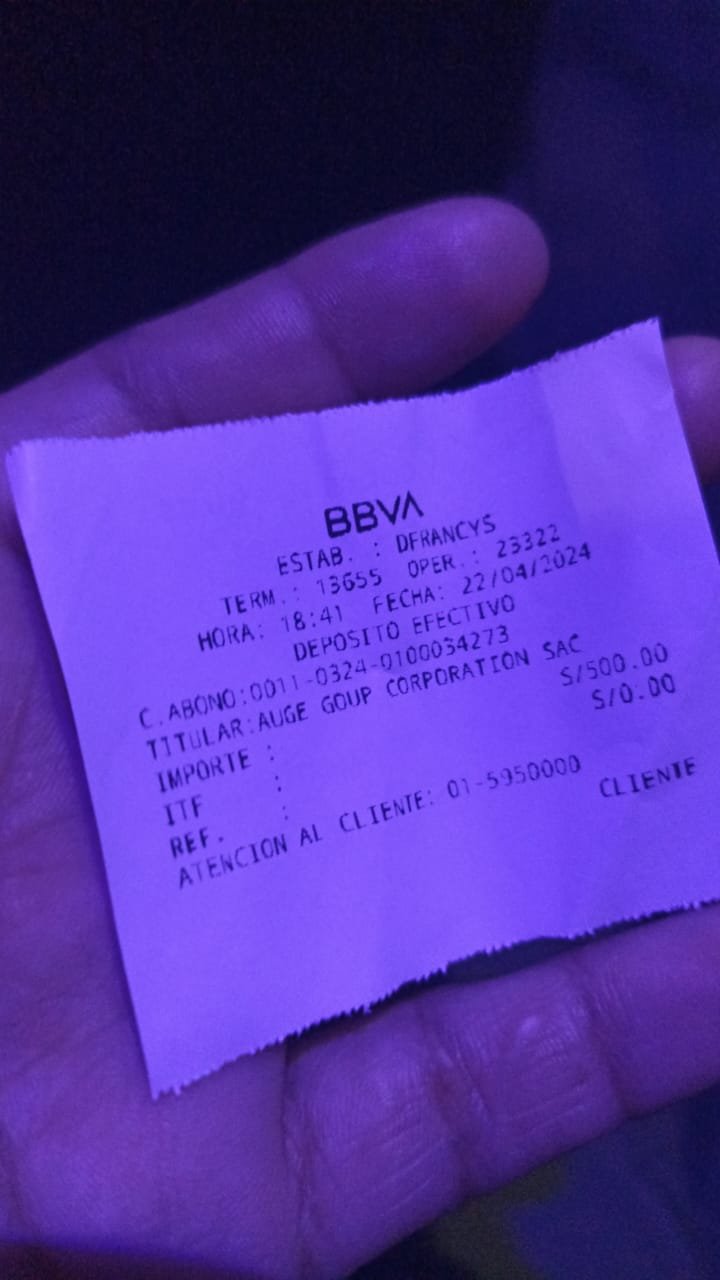 BBVA
ESTAB. : DFRANCYS
TERM.: 13655 OPER.: 23322
HORA: 18:41 FECHA: 22/04/2024
DEPOSITO EFECTIVO
C.ABONO:0011-0324-0100034273
TITULAR:AUGE GOUP CORPORATION SAC
IMPORTE : S/500.00
ITF : S/0.00
REF. :
ATENCION AL CLIENTE: 01-5950000
CLIENTE